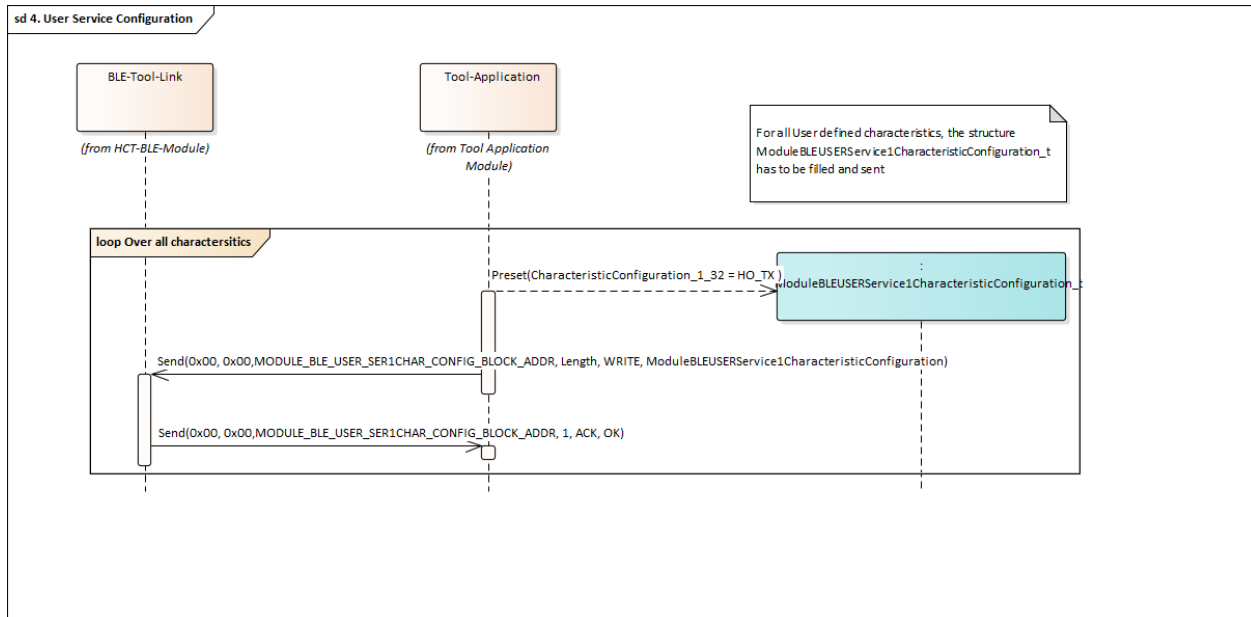 sd 4. User Service Configuration
BLE-Tool-Link
(from HCT-BLE-Module)
Tool-Application
(from Tool Application
Module)
For all User defined characteristics, the structure
ModuleBLEUSERService1CharacteristicConfiguration_t
has to be filled and sent
loop Over all charactersitics
Preset(CharacteristicConfiguration_1_32 = HO_TX )
:
ModuleBLEUSERService1CharacteristicConfiguration_t
Send(0x00, 0x00,MODULE_BLE_USER_SER1CHAR_CONFIG_BLOCK_ADDR, Length, WRITE, ModuleBLEUSERService1CharacteristicConfiguration)
Send(0x00, 0x00,MODULE_BLE_USER_SER1CHAR_CONFIG_BLOCK_ADDR, 1, ACK, OK)